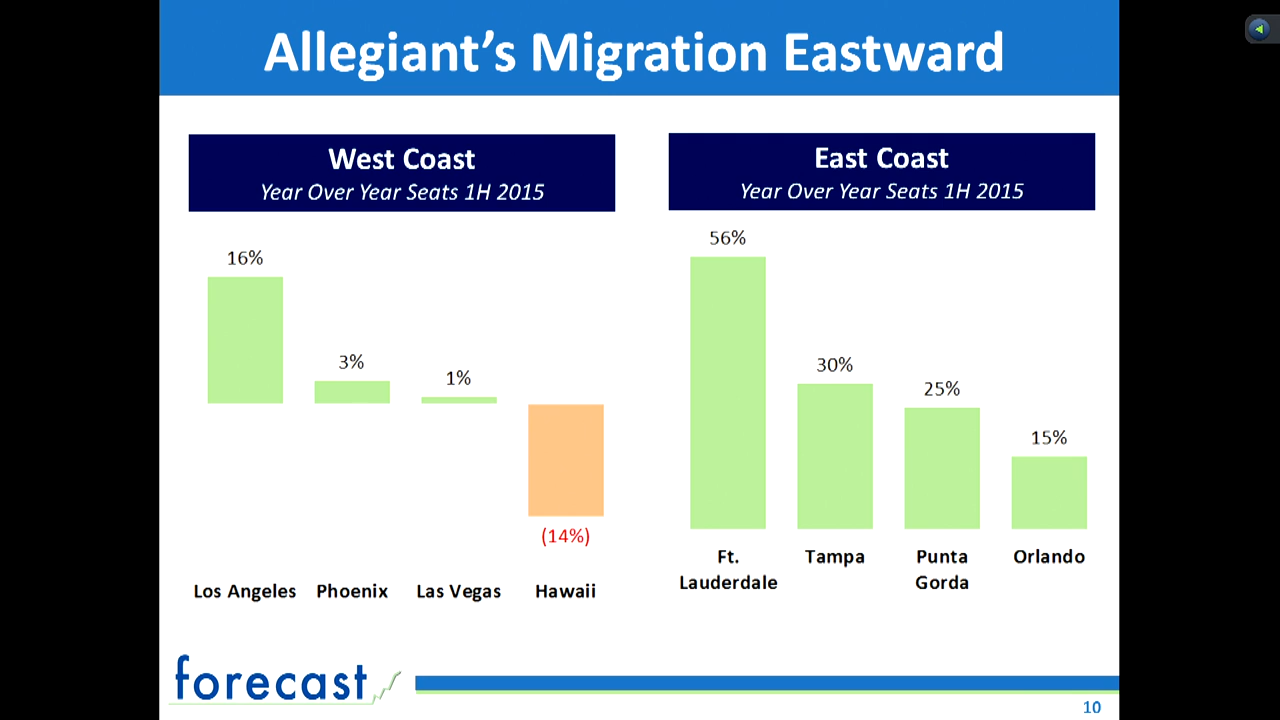 Allegiant’s Migration Eastward
West Coast
Year Over Year Seats 1H 2015
16%
3%
1%
(14%)
Los Angeles
Phoenix
Las Vegas
Hawaii
East Coast
Year Over Year Seats 1H 2015
56%
30%
25%
15%
Ft.
Lauderdale
Tampa
Punta
Gorda
Orlando
forecast
10